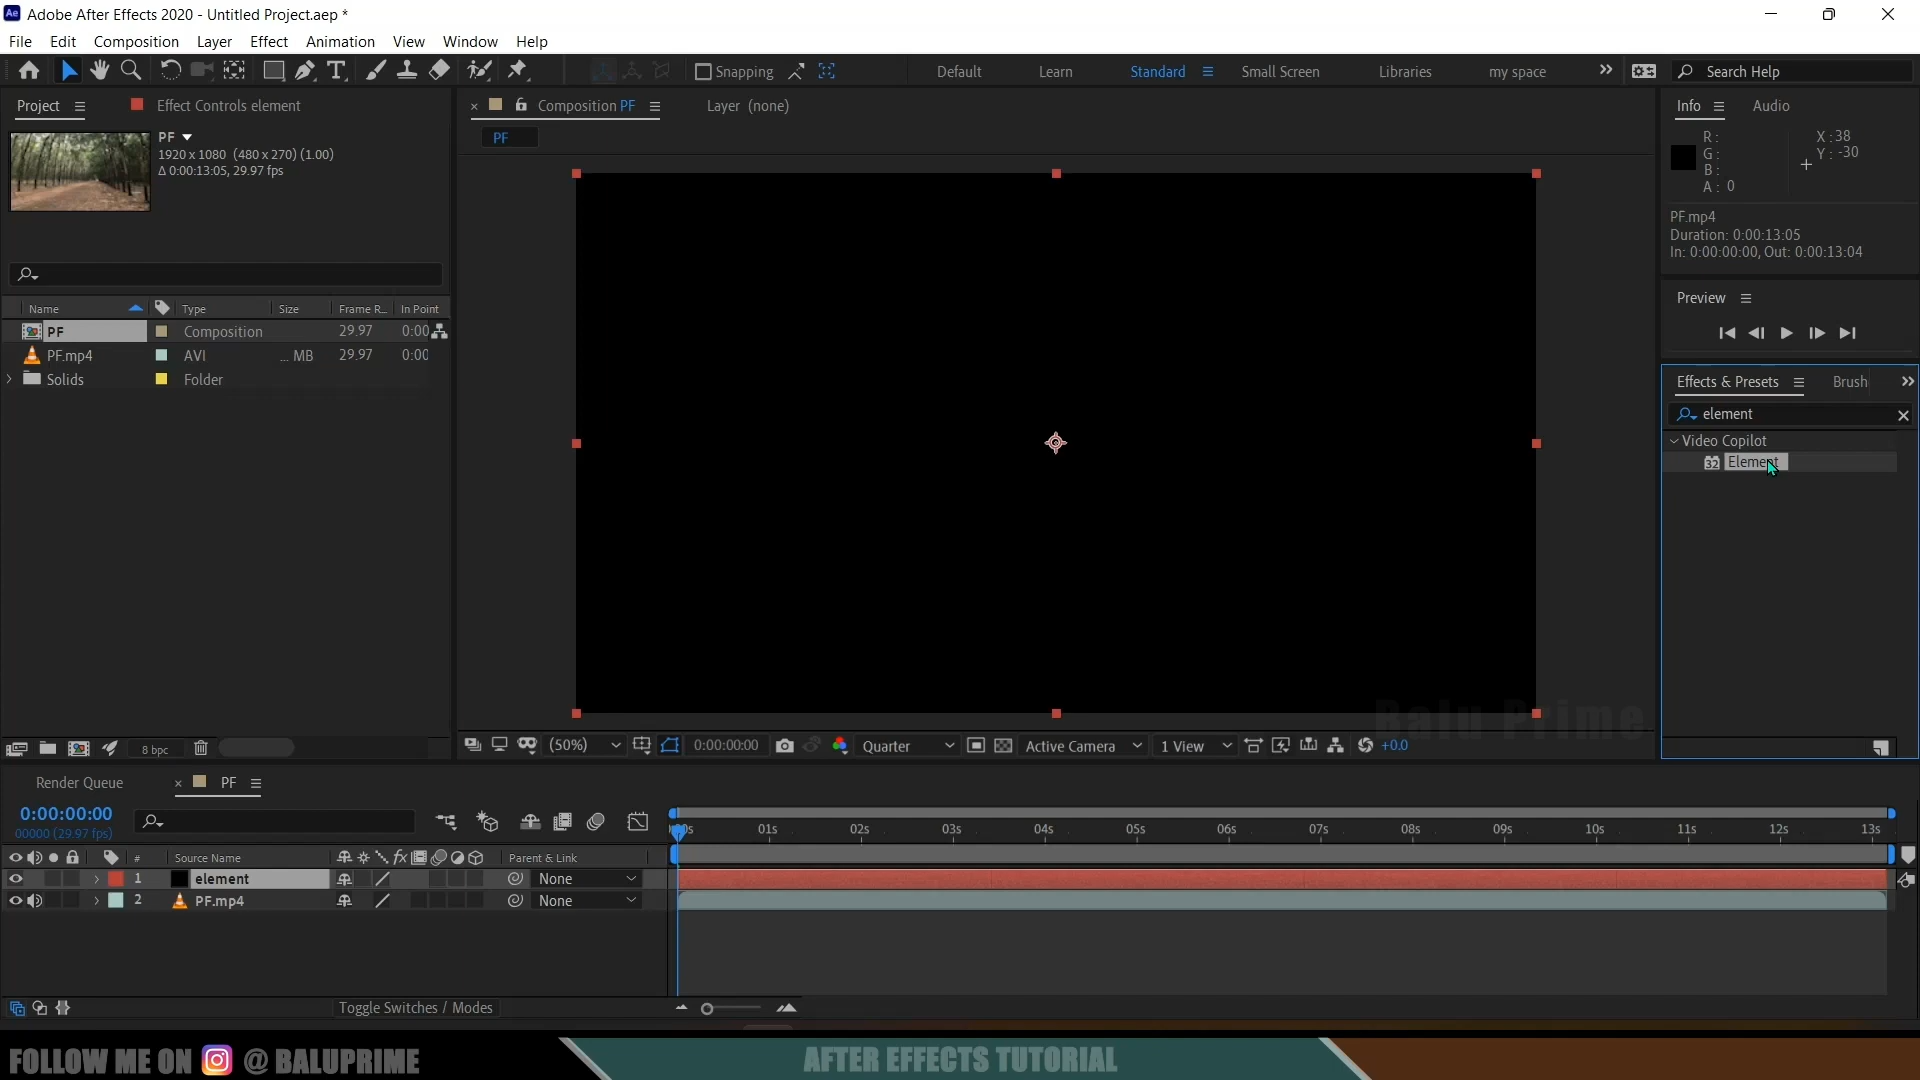 Adobe After Effects 2020 - Untitled Project.aep *
File Edit Composition Layer Effect Animation View Window Help
Snapping Default Learn Standard Small Screen Libraries my space Search Help
Project Effect Controls element
Composition PF Layer (none)
Info Audio
PF
1920 x 1080 (480 x 270) (1.00)
Δ 0:00:13:05, 29.97 fps
PF
R :
G :
B :
A : 0
X : 38
Y : -30
PF.mp4
Duration: 0:00:13:05
In: 0:00:00:00, Out: 0:00:13:04
Name Type Size Frame R... In Point
PF Composition 29.97 0:00
PF.mp4 AVI ... MB 29.97 0:00
Solids Folder
Preview
Effects & Presets Brush
element
Video Copilot
32 Element
Balu Prime
8 bpc
(50%) 0:00:00:00 Quarter Active Camera 1 View +0.0
Render Queue PF
0:00:00:00
00000 (29.97 fps)
01s 02s 03s 04s 05s 06s 07s 08s 09s 10s 11s 12s 13s
# Source Name fx Parent & Link
1 element None
2 PF.mp4 None
Toggle Switches / Modes
FOLLOW ME ON @ BALUPRIME
AFTER EFFECTS TUTORIAL